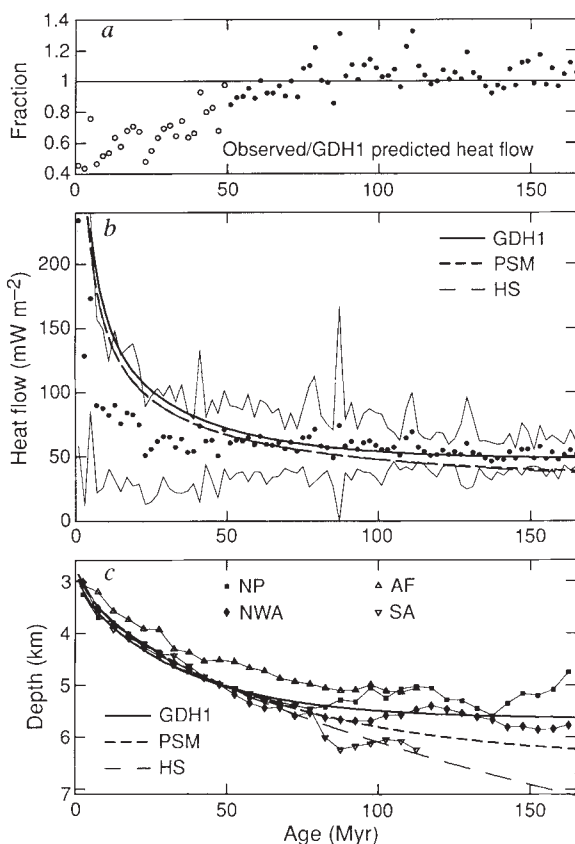 a
1.4
1.2
1
0.8
0.6
0.4
Fraction
Observed/GDH1 predicted heat flow
0 50 100 150
b
GDH1
PSM
HS
200
150
100
50
0
Heat flow (mW m⁻²)
0 50 100 150
c
NP AF
NWA SA
3
4
5
6
7
Depth (km)
GDH1
PSM
HS
0 50 100 150
Age (Myr)